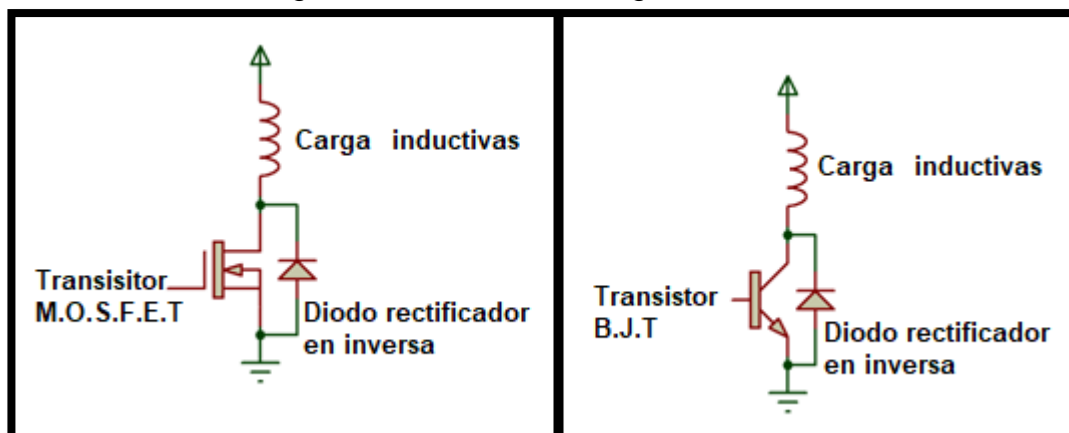 Carga inductivas
Transisitor
M.O.S.F.E.T
Diodo rectificador
en inversa
Carga inductivas
Transistor
B.J.T
Diodo rectificador
en inversa